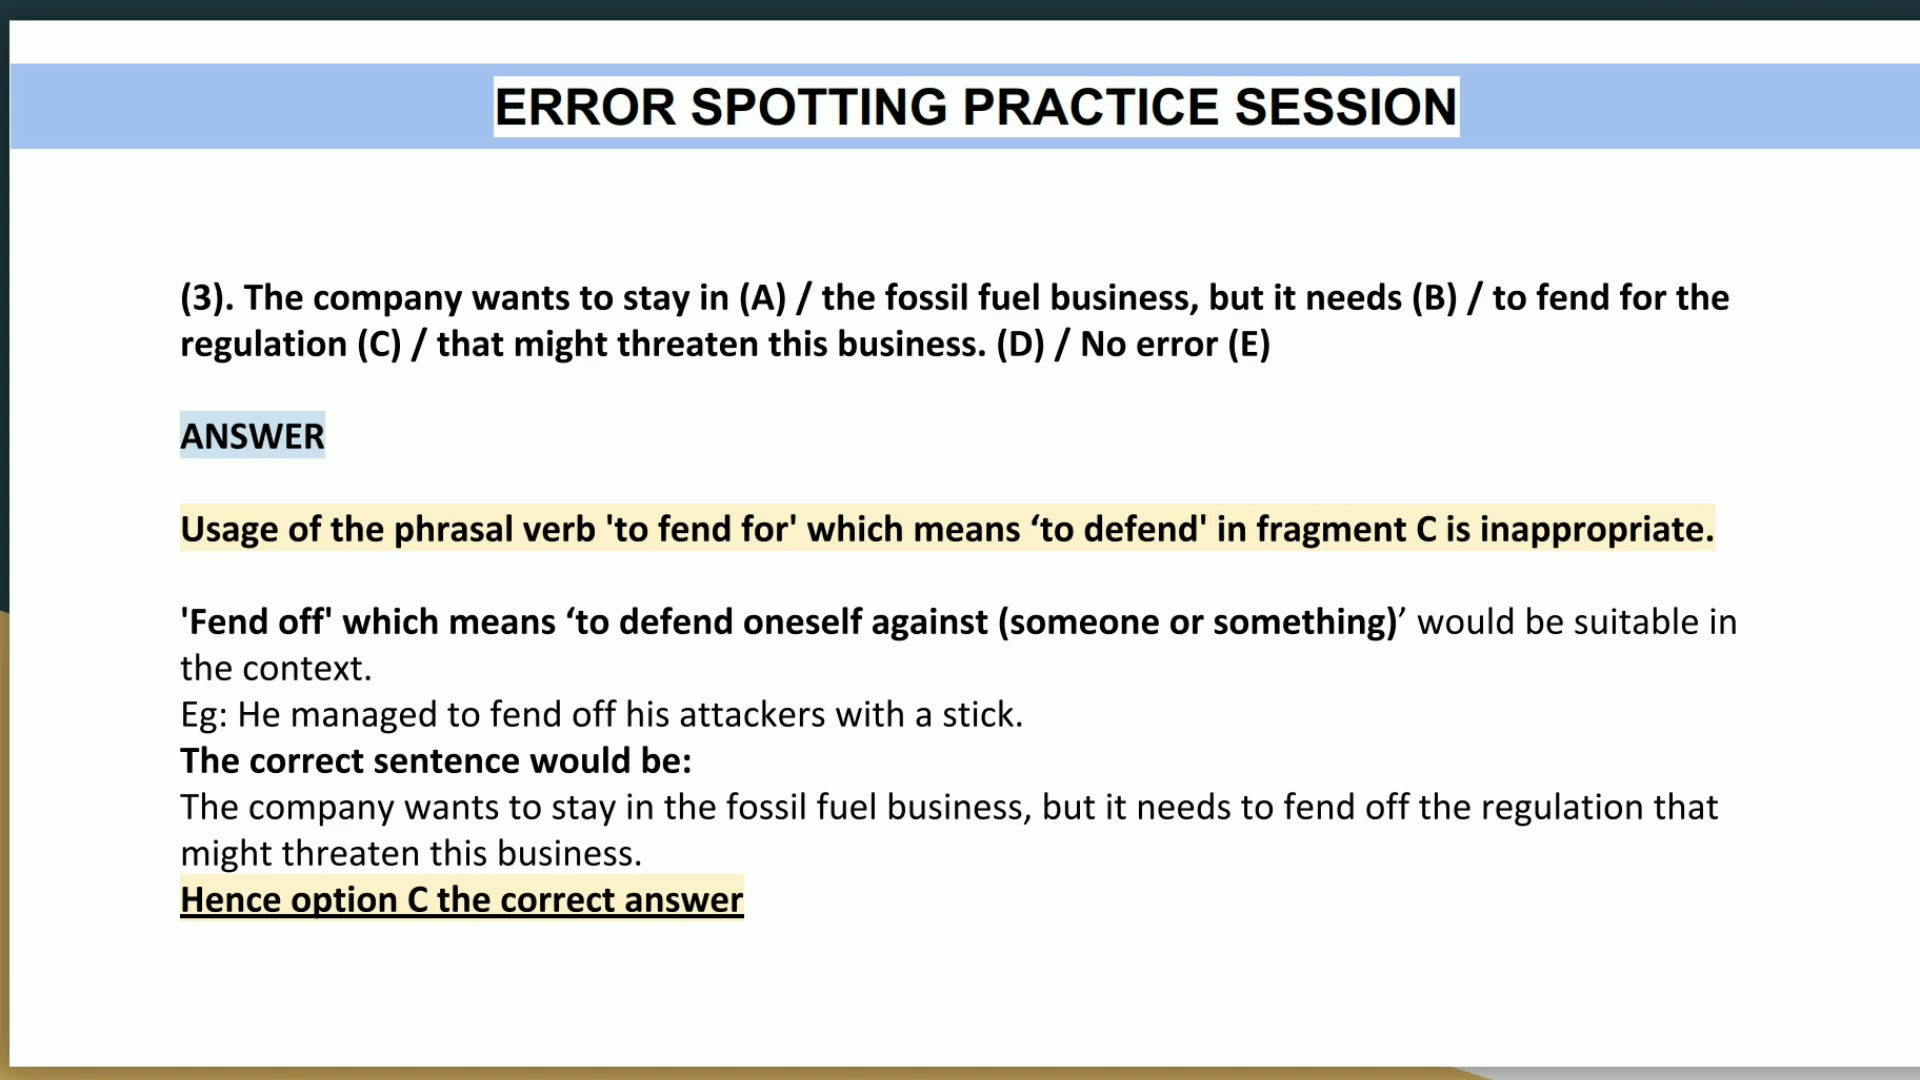 ERROR SPOTTING PRACTICE SESSION
(3). The company wants to stay in (A) / the fossil fuel business, but it needs (B) / to fend for the
regulation (C) / that might threaten this business. (D) / No error (E)
ANSWER
Usage of the phrasal verb 'to fend for' which means ‘to defend' in fragment C is inappropriate.
'Fend off' which means ‘to defend oneself against (someone or something)’ would be suitable in
the context.
Eg: He managed to fend off his attackers with a stick.
The correct sentence would be:
The company wants to stay in the fossil fuel business, but it needs to fend off the regulation that
might threaten this business.
Hence option C the correct answer